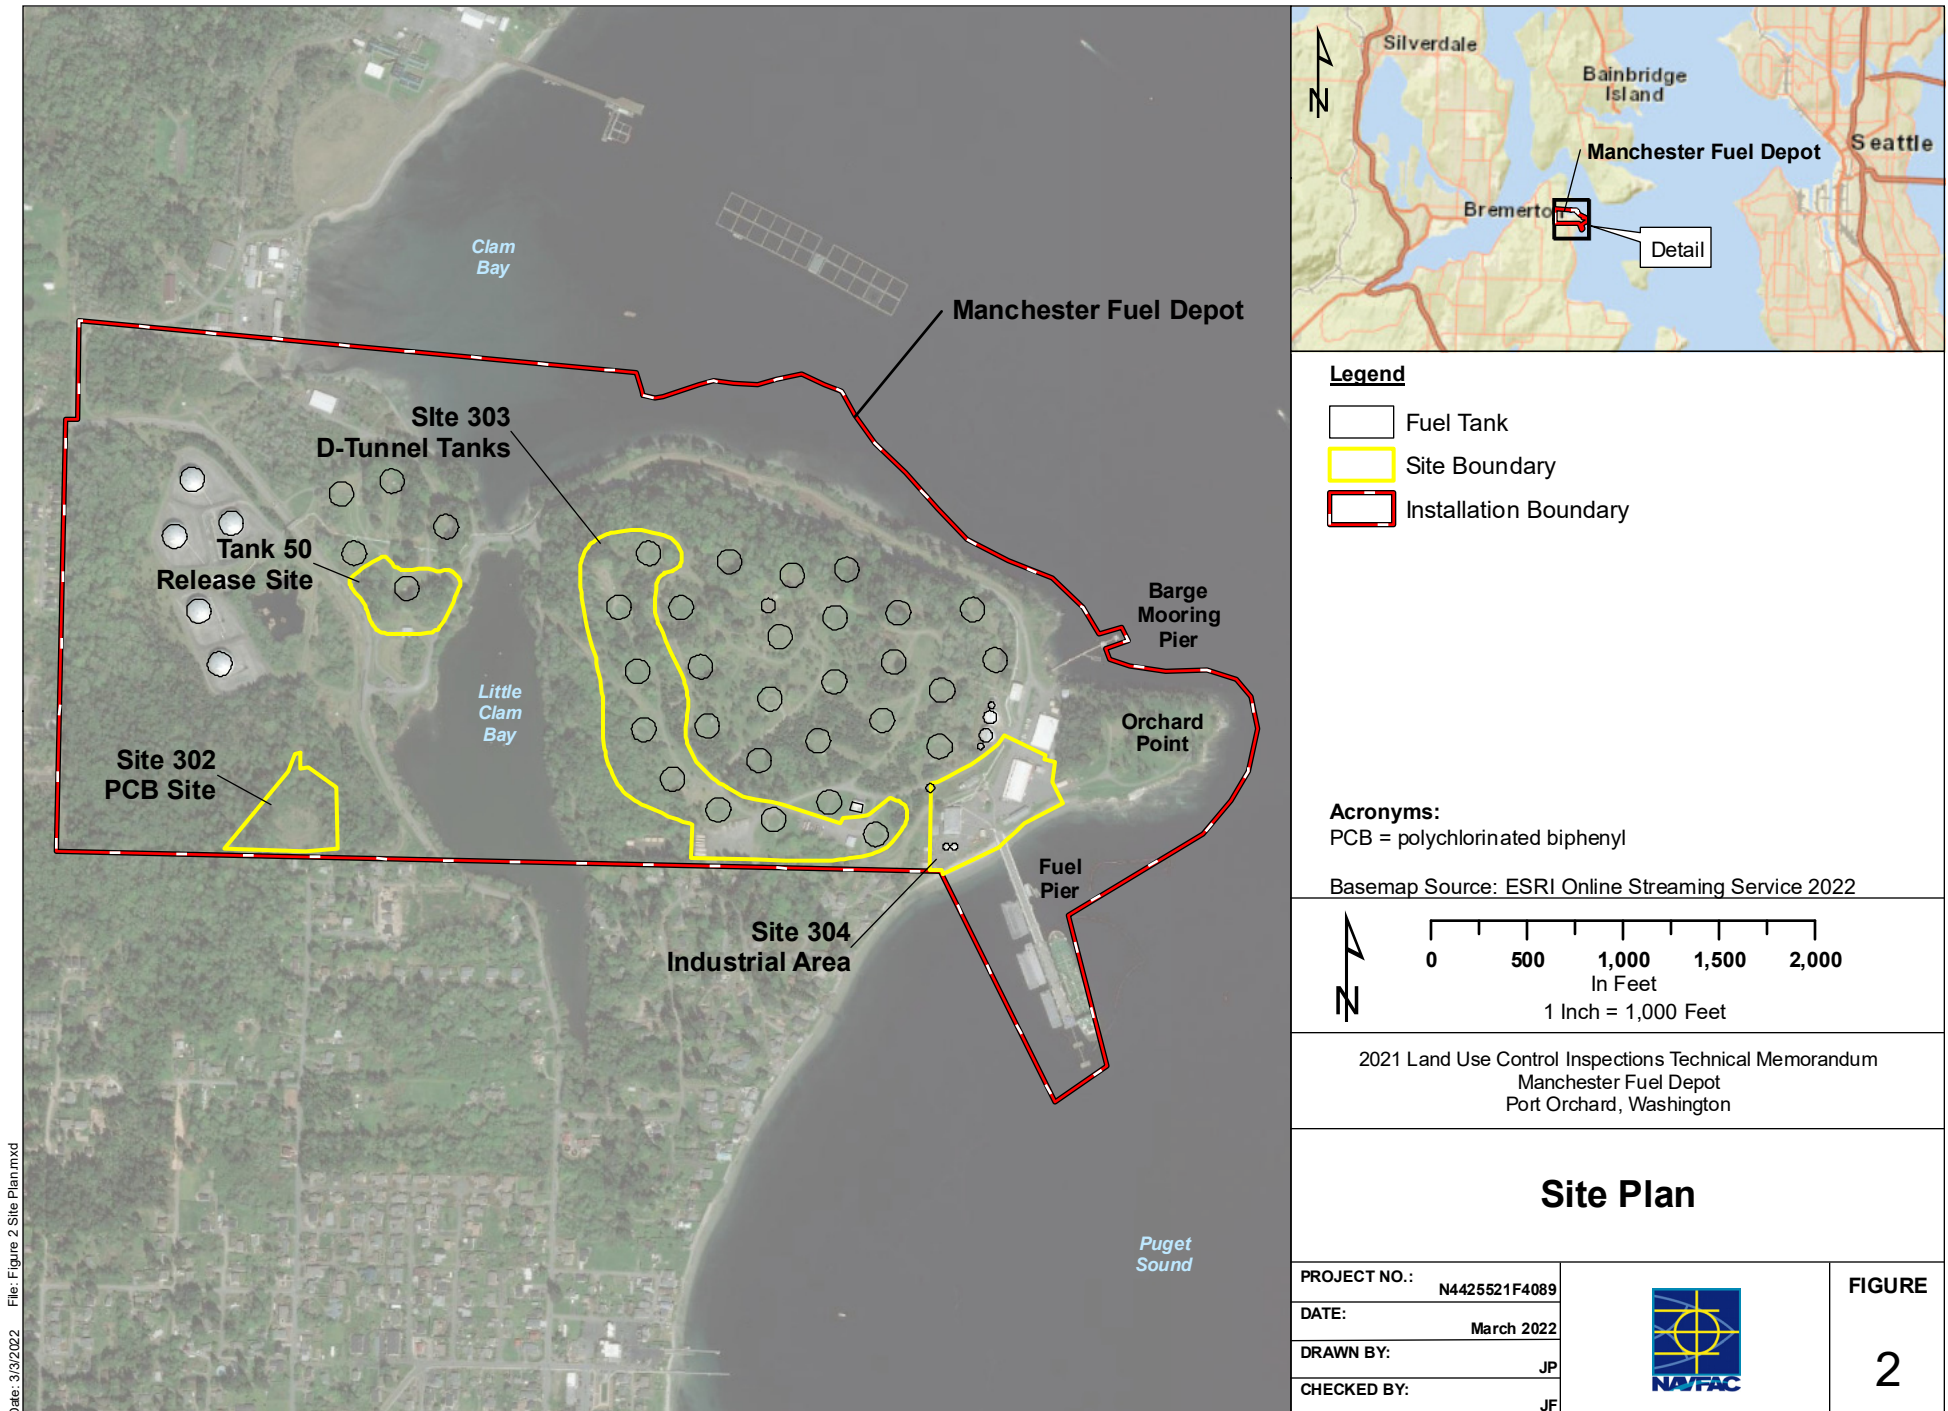 Clam
Bay
Manchester Fuel Depot
SIte 303
D-Tunnel Tanks
Tank 50
Release Site
Barge
Mooring
Pier
Little
Clam
Bay
Orchard
Point
Site 302
PCB Site
Fuel
Pier
Site 304
Industrial Area
Puget
Sound
Date: 3/3/2022 File: Figure 2 Site Plan.mxd
Silverdale
Bainbridge
Island
Seattle
Manchester Fuel Depot
Bremerto
Detail
N
Legend
Fuel Tank
Site Boundary
Installation Boundary
Acronyms:
PCB = polychlorinated biphenyl
Basemap Source: ESRI Online Streaming Service 2022
N
0 500 1,000 1,500 2,000
In Feet
1 Inch = 1,000 Feet
2021 Land Use Control Inspections Technical Memorandum
Manchester Fuel Depot
Port Orchard, Washington
Site Plan
PROJECT NO.: N4425521F4089
DATE: March 2022
DRAWN BY: JP
CHECKED BY: JF
NAVFAC
FIGURE
2